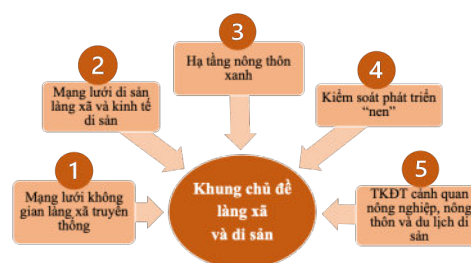 1
Mạng lưới không
gian làng xã truyền
thống
2
Mạng lưới di sản
làng xã và kinh tế
di sản
3
Hạ tầng nông thôn
xanh
4
Kiểm soát phát triển
“nen”
5
TKĐT cảnh quan
nông nghiệp, nông
thôn và du lịch di
sản
Khung chủ đề
làng xã
và di sản